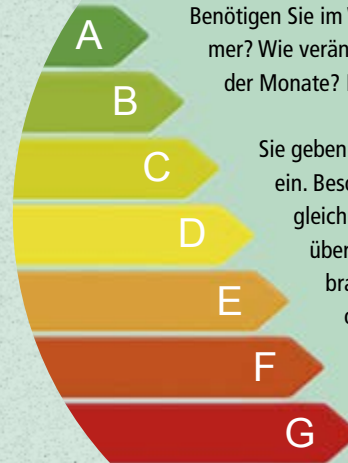 A
Benötigen Sie im
mer? Wie verän
der Monate?
B
Sie geben
C
ein. Besc
gleich
D
über
bra
E
F
G